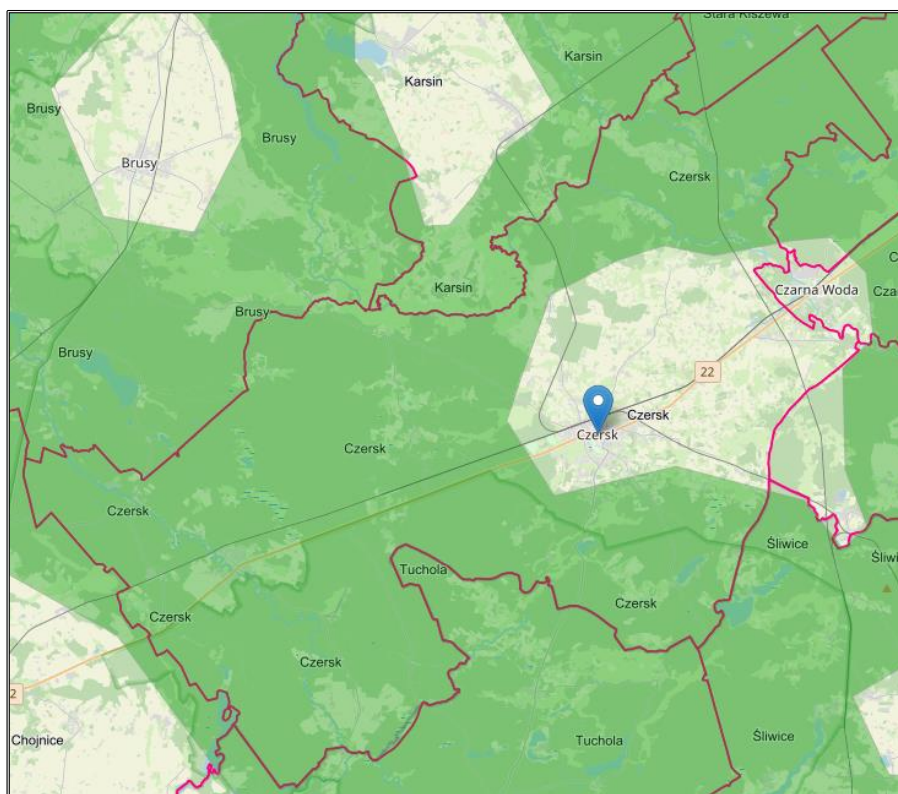 Stara Kiszewa
Karsin
Karsin
Brusy
Brusy
Brusy
Czersk
Karsin
Czarna Woda
Brusy
Brusy
22
Czersk
Czersk
Czersk
Czersk
Śliwice
Tuchola
Czersk
Czersk
Czersk
Chojnice
Tuchola
Śliwice